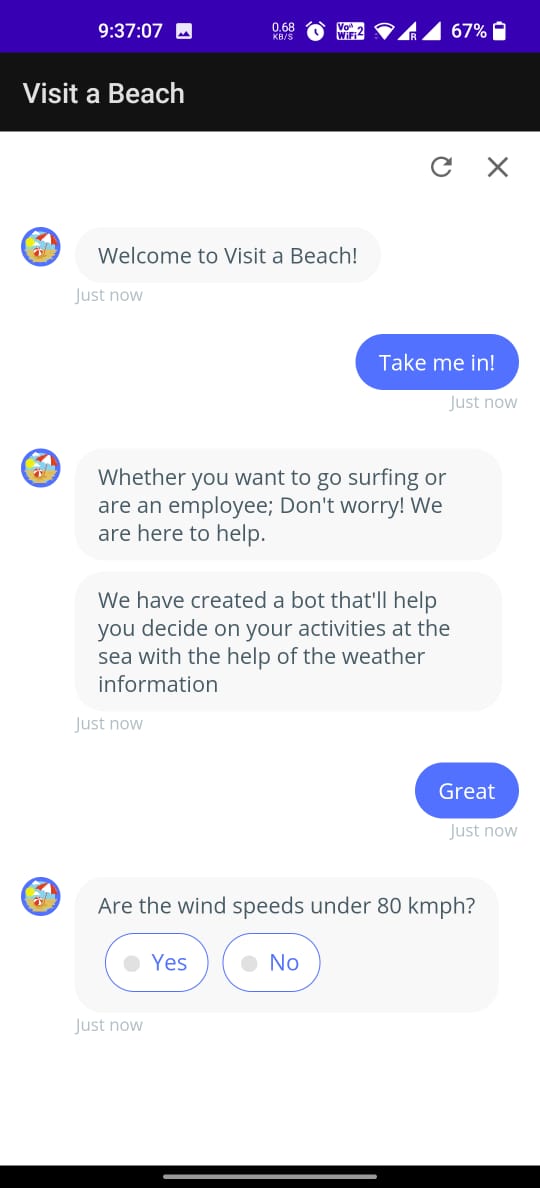 9:37:07 0.68 KB/S Vo WiFi 2 R 67%
Visit a Beach
Welcome to Visit a Beach!
Just now
Take me in!
Just now
Whether you want to go surfing or
are an employee; Don't worry! We
are here to help.
We have created a bot that'll help
you decide on your activities at the
sea with the help of the weather
information
Just now
Great
Just now
Are the wind speeds under 80 kmph?
Yes No
Just now